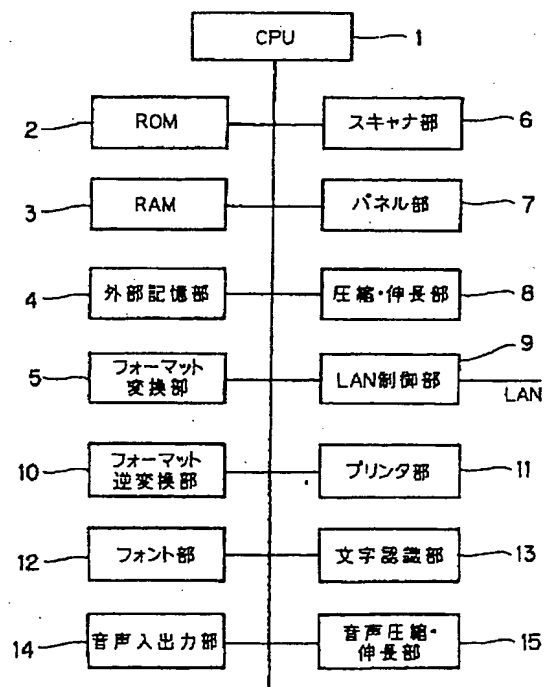 CPU
1
2
ROM
スキャナ部
6
3
RAM
パネル部
7
4
外部記憶部
圧縮・伸長部
8
5
フォーマット
変換部
LAN制御部
9
LAN
10
フォーマット
逆変換部
プリンタ部
11
12
フォント部
文字認識部
13
14
音声入出力部
音声圧縮・
伸長部
15